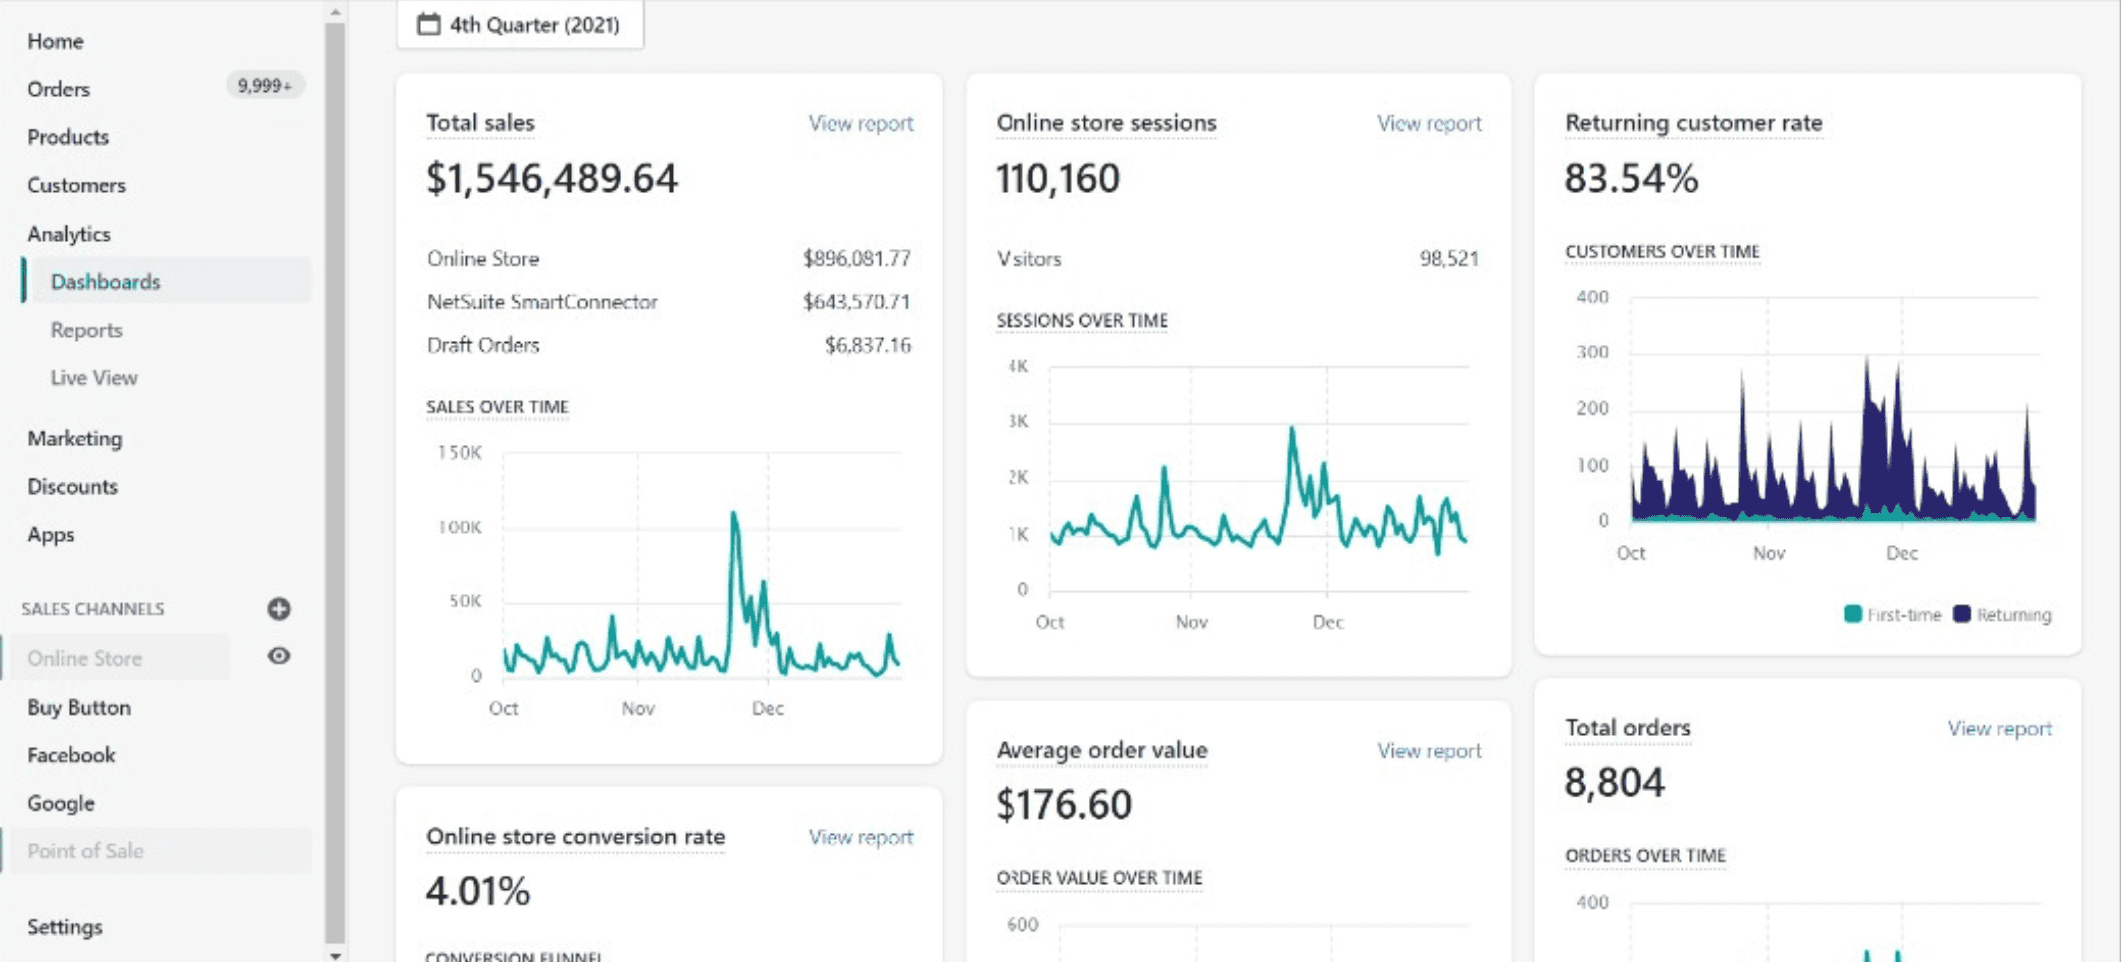 Home
Orders 9,999+
Products
Customers
Analytics
Dashboards
Reports
Live View
Marketing
Discounts
Apps
SALES CHANNELS
Online Store
Buy Button
Facebook
Google
Point of Sale
Settings
4th Quarter (2021)
Total sales View report
$1,546,489.64
Online Store $896,081.77
NetSuite SmartConnector $643,570.71
Draft Orders $6,837.16
SALES OVER TIME
150K
100K
50K
0
Oct Nov Dec
Online store conversion rate View report
4.01%
CONVERSION FUNNEL
Online store sessions View report
110,160
Vsitors 98,521
SESSIONS OVER TIME
4K
3K
2K
1K
0
Oct Nov Dec
Average order value View report
$176.60
ORDER VALUE OVER TIME
600
Returning customer rate
83.54%
CUSTOMERS OVER TIME
400
300
200
100
0
Oct Nov Dec
First-time Returning
Total orders View report
8,804
ORDERS OVER TIME
400